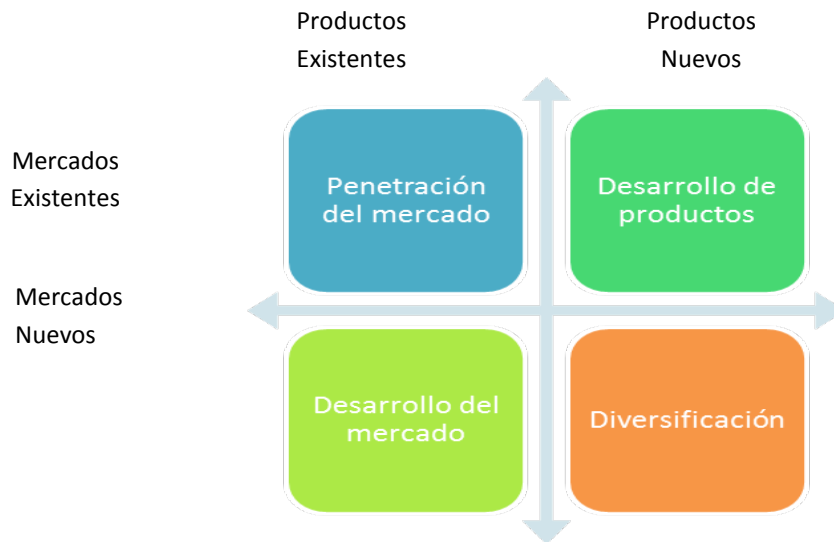 Productos
Existentes
Productos
Nuevos
Mercados
Existentes
Penetración
del mercado
Desarrollo de
productos
Mercados
Nuevos
Desarrollo del
mercado
Diversificación